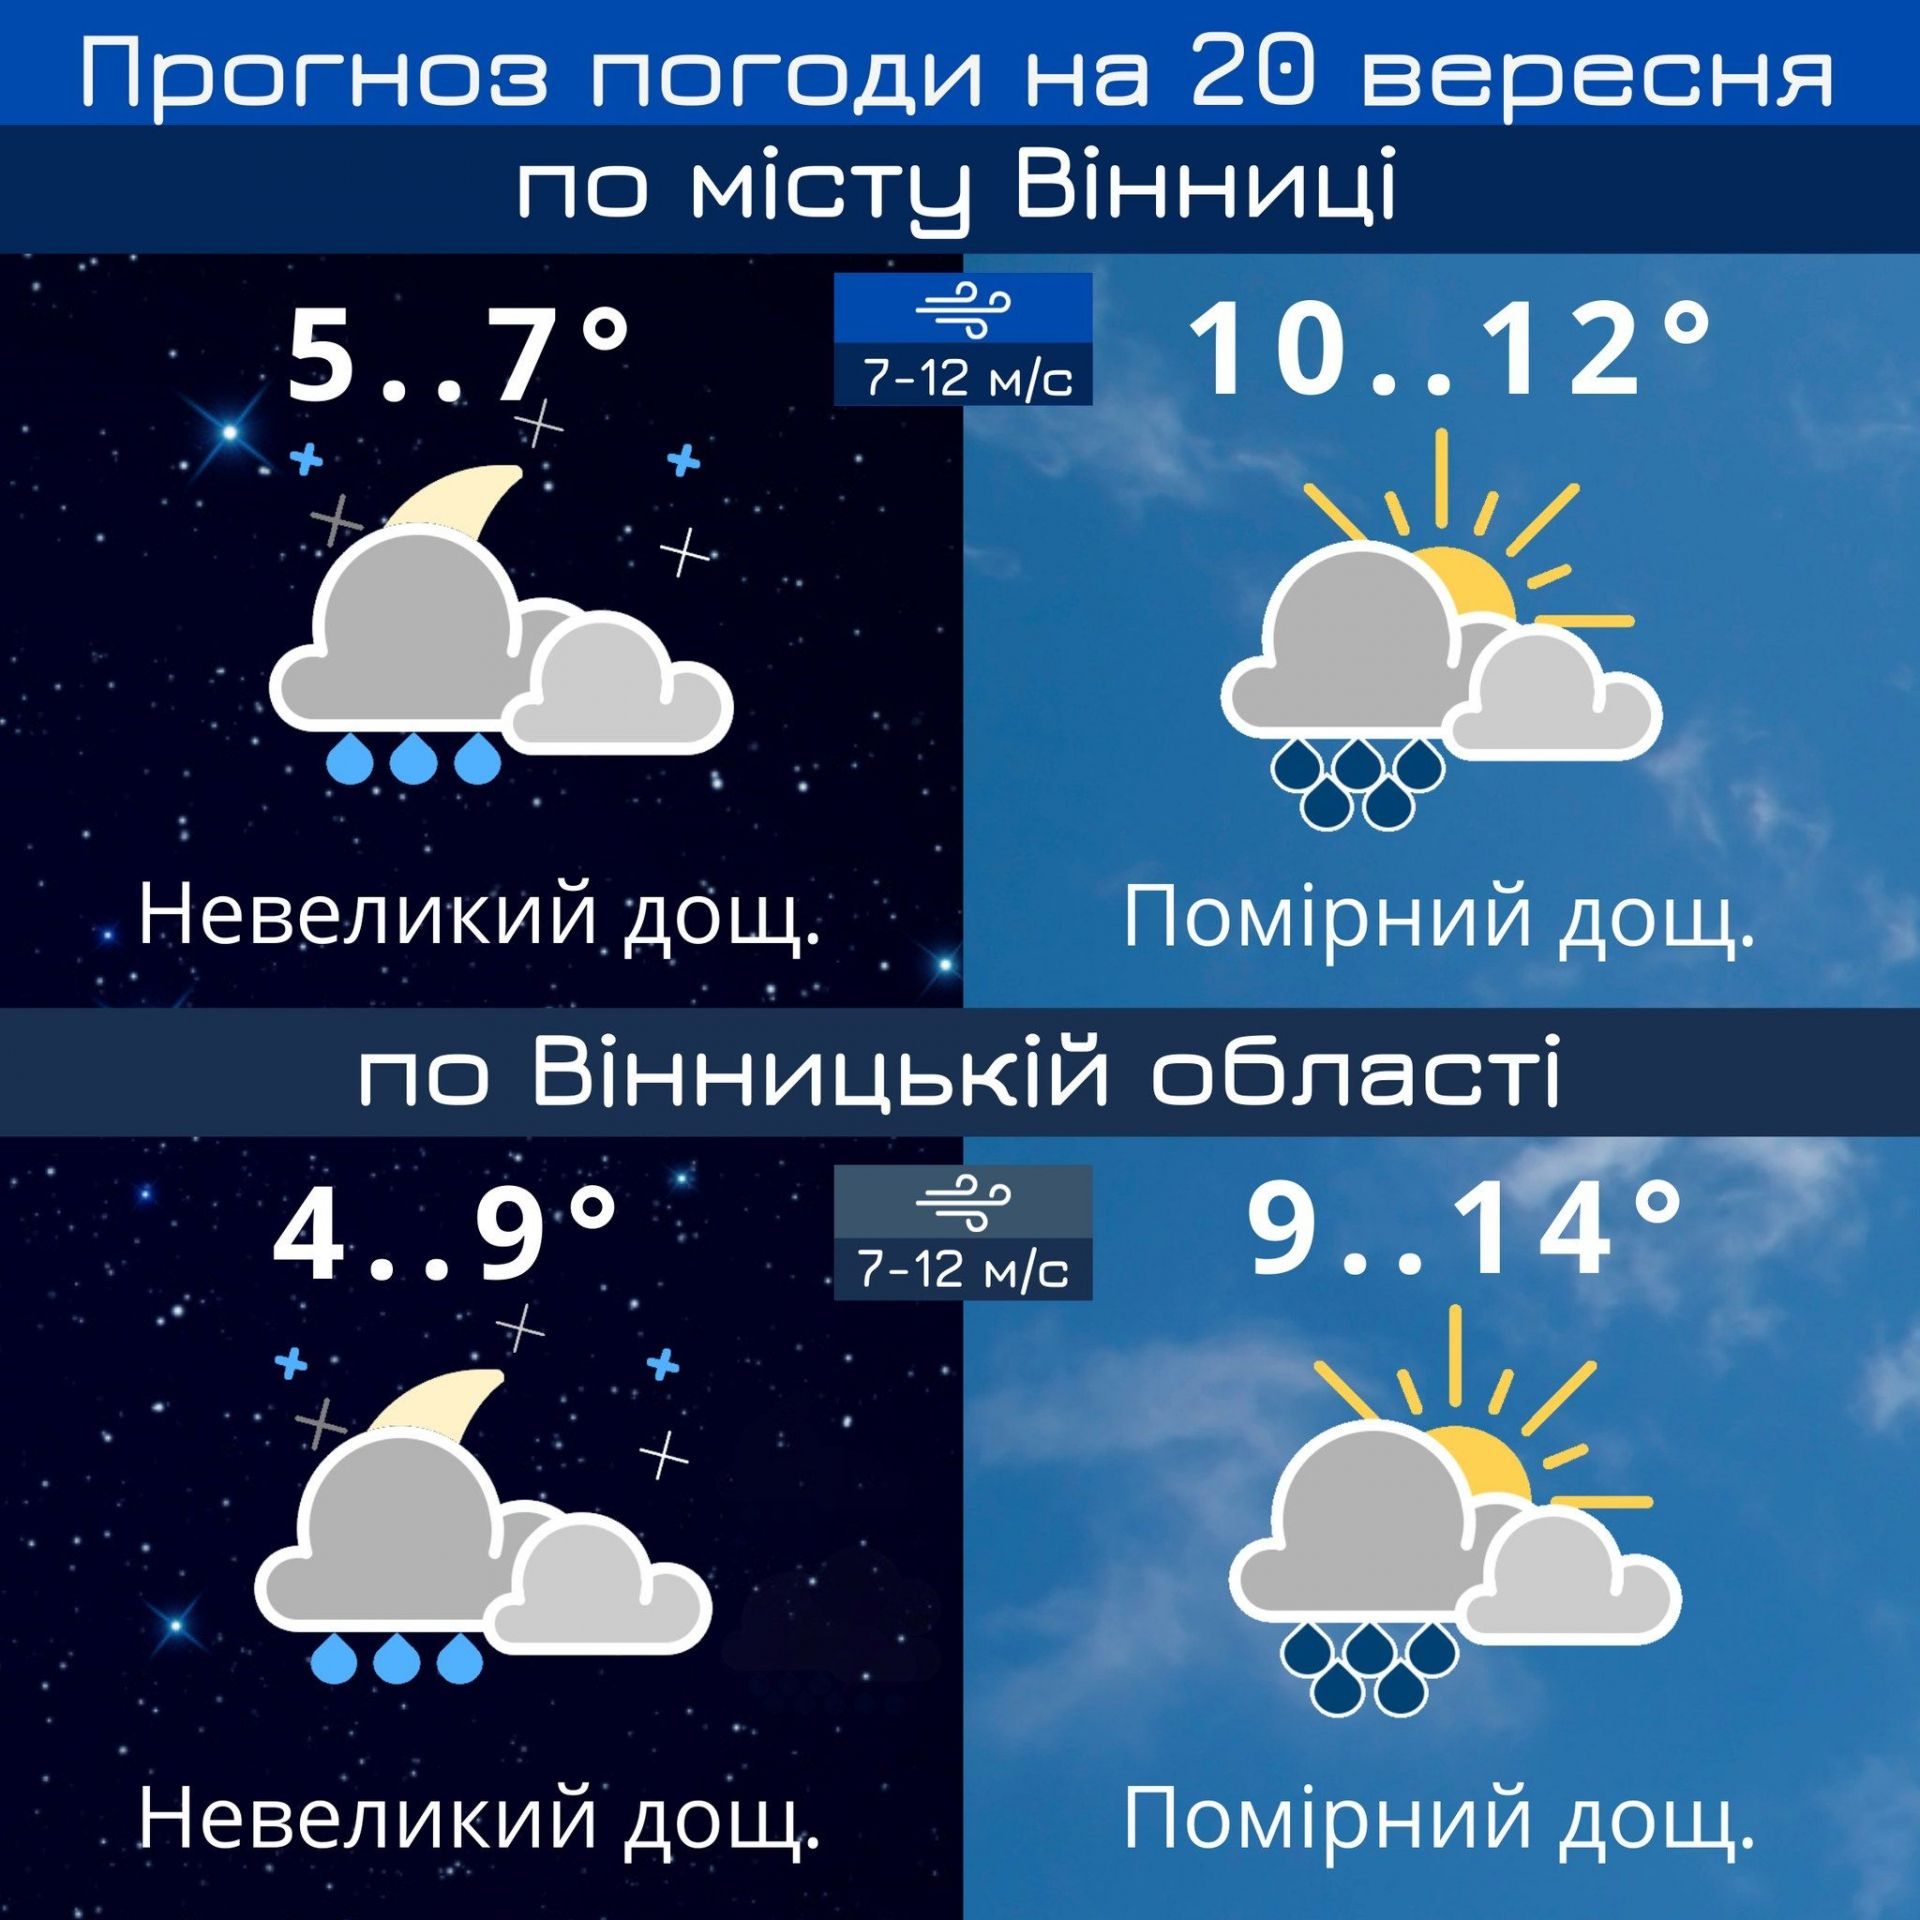 Прогноз погоди на 20 вересня
по місту Вінниці
5..7°
7-12 м/с
10..12°
Невеликий дощ.
Помірний дощ.
по Вінницькій області
4..9°
7-12 м/с
9..14°
Невеликий дощ.
Помірний дощ.